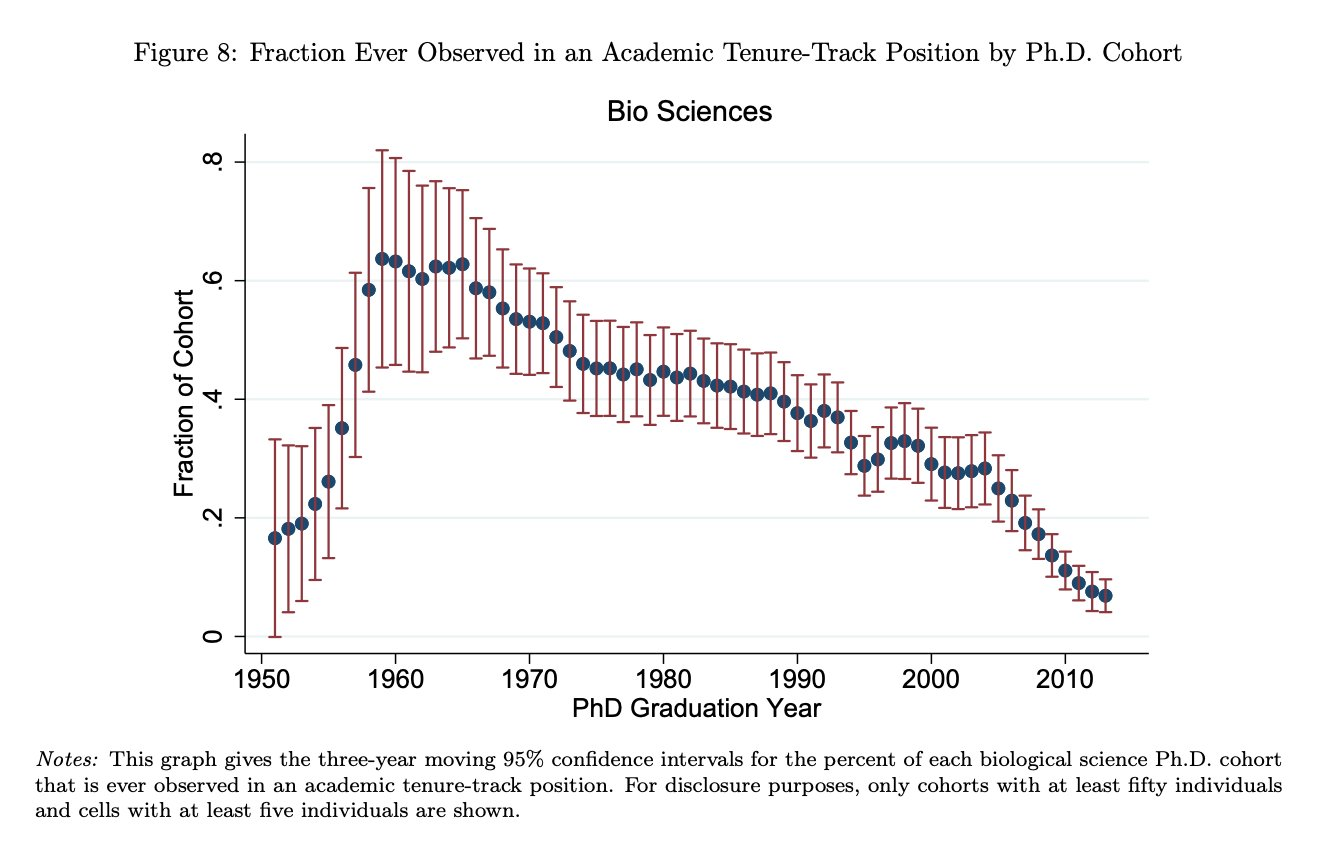 Figure 8: Fraction Ever Observed in an Academic Tenure-Track Position by Ph.D. Cohort
Bio Sciences
.8
.6
.4
.2
0
Fraction of Cohort
1950 1960 1970 1980 1990 2000 2010
PhD Graduation Year
Notes: This graph gives the three-year moving 95% confidence intervals for the percent of each biological science Ph.D. cohort
that is ever observed in an academic tenure-track position. For disclosure purposes, only cohorts with at least fifty individuals
and cells with at least five individuals are shown.